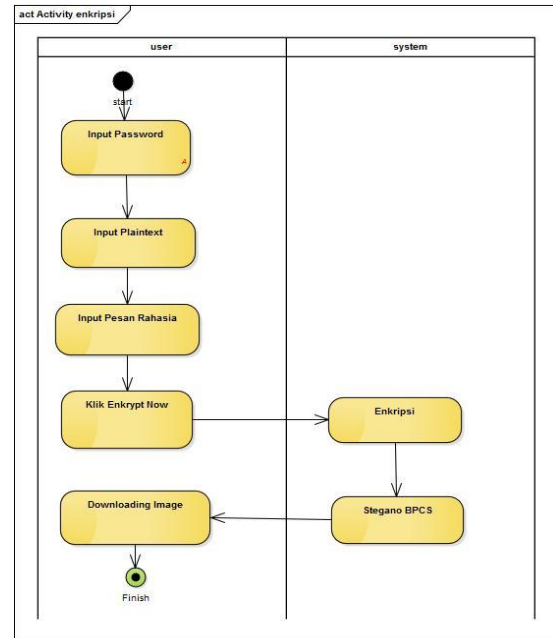 act Activity enkripsi
user
system
start
Input Password
A
Input Plaintext
Input Pesan Rahasia
Klik Enkrypt Now
Enkripsi
Downloading Image
Stegano BPCS
Finish